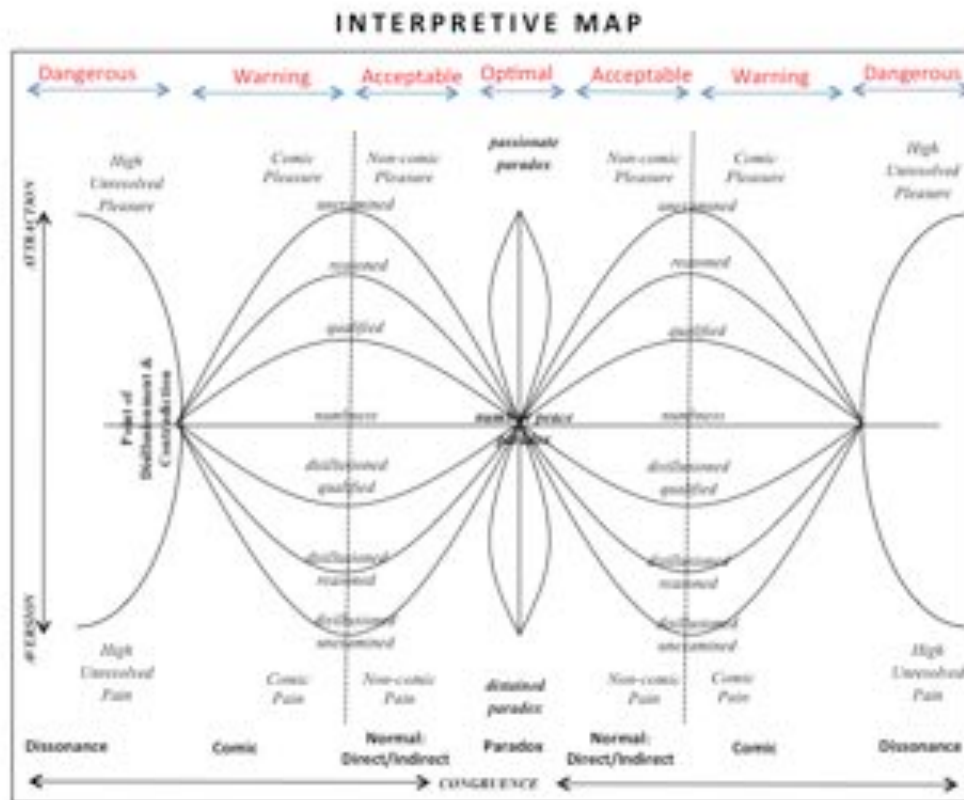 INTERPRETIVE MAP
Dangerous Warning Acceptable Optimal Acceptable Warning Dangerous
High
Unresolved
Pleasure
Comic
Pleasure
Non-comic
Pleasure
passionate
paradox
Non-comic
Pleasure
Comic
Pleasure
High
Unresolved
Pleasure
ATTRACTION
unexamined
unexamined
reasoned
reasoned
qualified
qualified
Point of
Disillusionment &
Contradiction
numbness
peace
numbness
disillusioned
qualified
disillusioned
qualified
disillusioned
reasoned
disillusioned
reasoned
disillusioned
unexamined
disillusioned
unexamined
AVERSION
High
Unresolved
Pain
Comic
Pain
Non-comic
Pain
distained
paradox
Non-comic
Pain
Comic
Pain
High
Unresolved
Pain
Dissonance
Comic
Normal:
Direct/Indirect
Paradox
Normal:
Direct/Indirect
Comic
Dissonance
CONGRUENCE